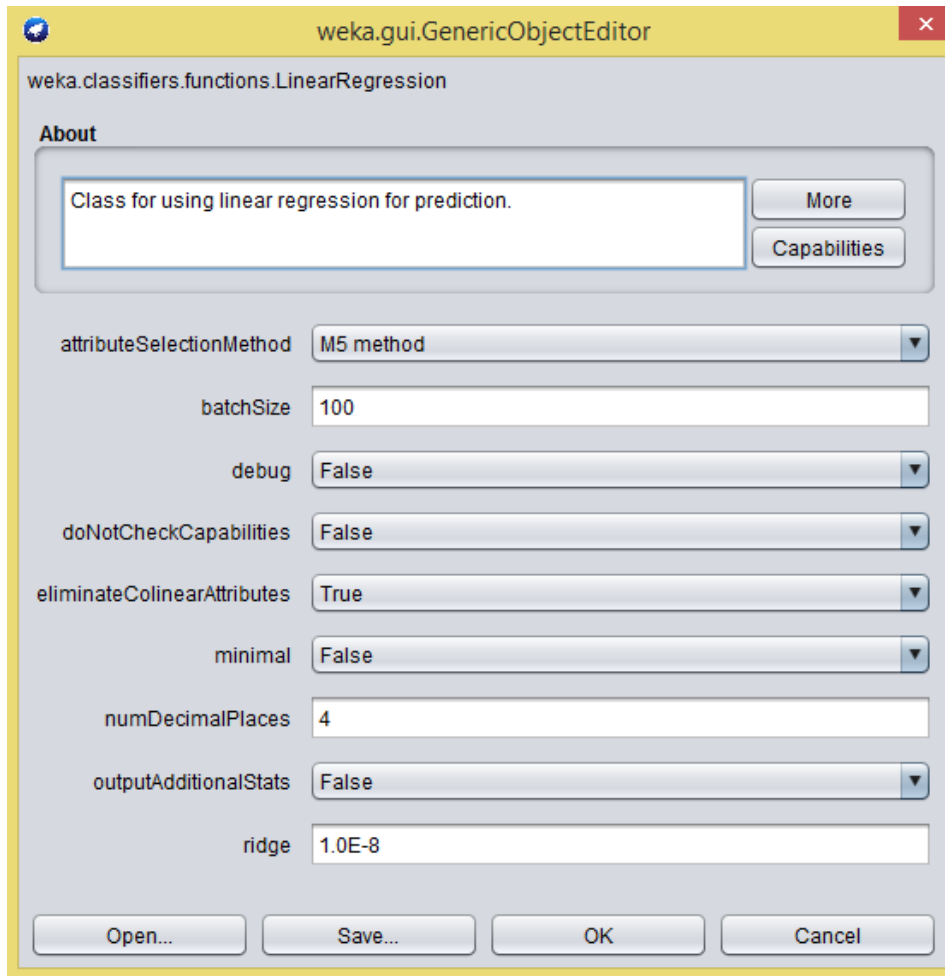 weka.gui.GenericObjectEditor
weka.classifiers.functions.LinearRegression
About
Class for using linear regression for prediction.
More
Capabilities
attributeSelectionMethod M5 method
batchSize 100
debug False
doNotCheckCapabilities False
eliminateColinearAttributes True
minimal False
numDecimalPlaces 4
outputAdditionalStats False
ridge 1.0E-8
Open... Save... OK Cancel